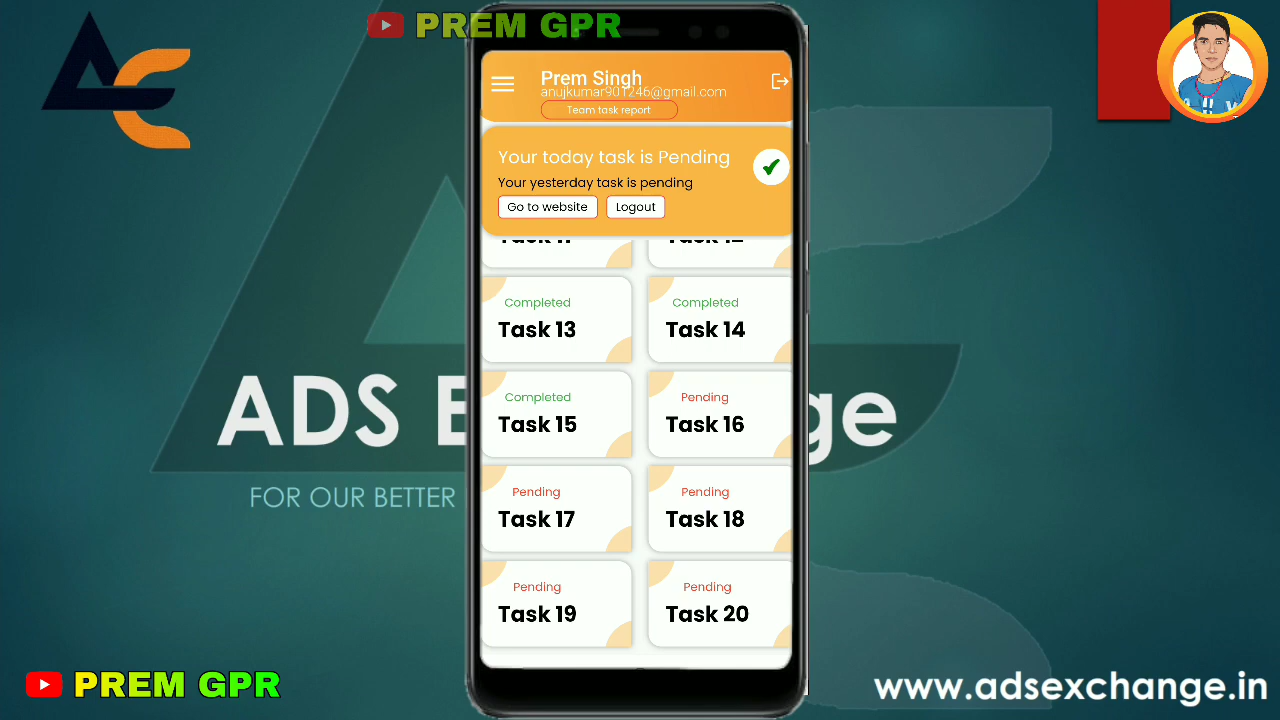 PREM GPR
Prem Singh
anujkumar901246@gmail.com
Team task report
Your today task is Pending
Your yesterday task is pending
Go to website Logout
Completed Completed
Task 13 Task 14
Completed Pending
Task 15 Task 16
Pending Pending
Task 17 Task 18
Pending Pending
Task 19 Task 20
ADS E ge
FOR OUR BETTER
PREM GPR
www.adsexchange.in